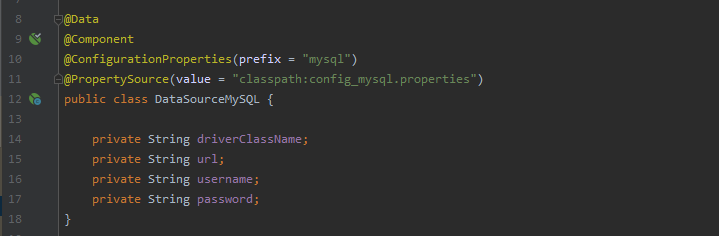 8 @Data
9 @Component
10 @ConfigurationProperties(prefix = "mysql")
11 @PropertySource(value = "classpath:config_mysql.properties")
12 public class DataSourceMySQL {
13
14 private String driverClassName;
15 private String url;
16 private String username;
17 private String password;
18 }